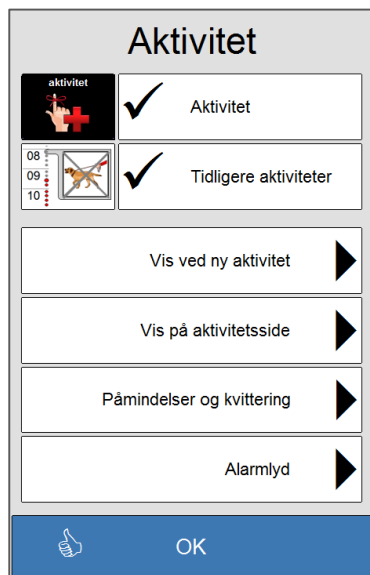 Aktivitet
aktivitet
Aktivitet
08
09
10
Tidligere aktiviteter
Vis ved ny aktivitet
Vis på aktivitetsside
Påmindelser og kvittering
Alarmlyd
OK